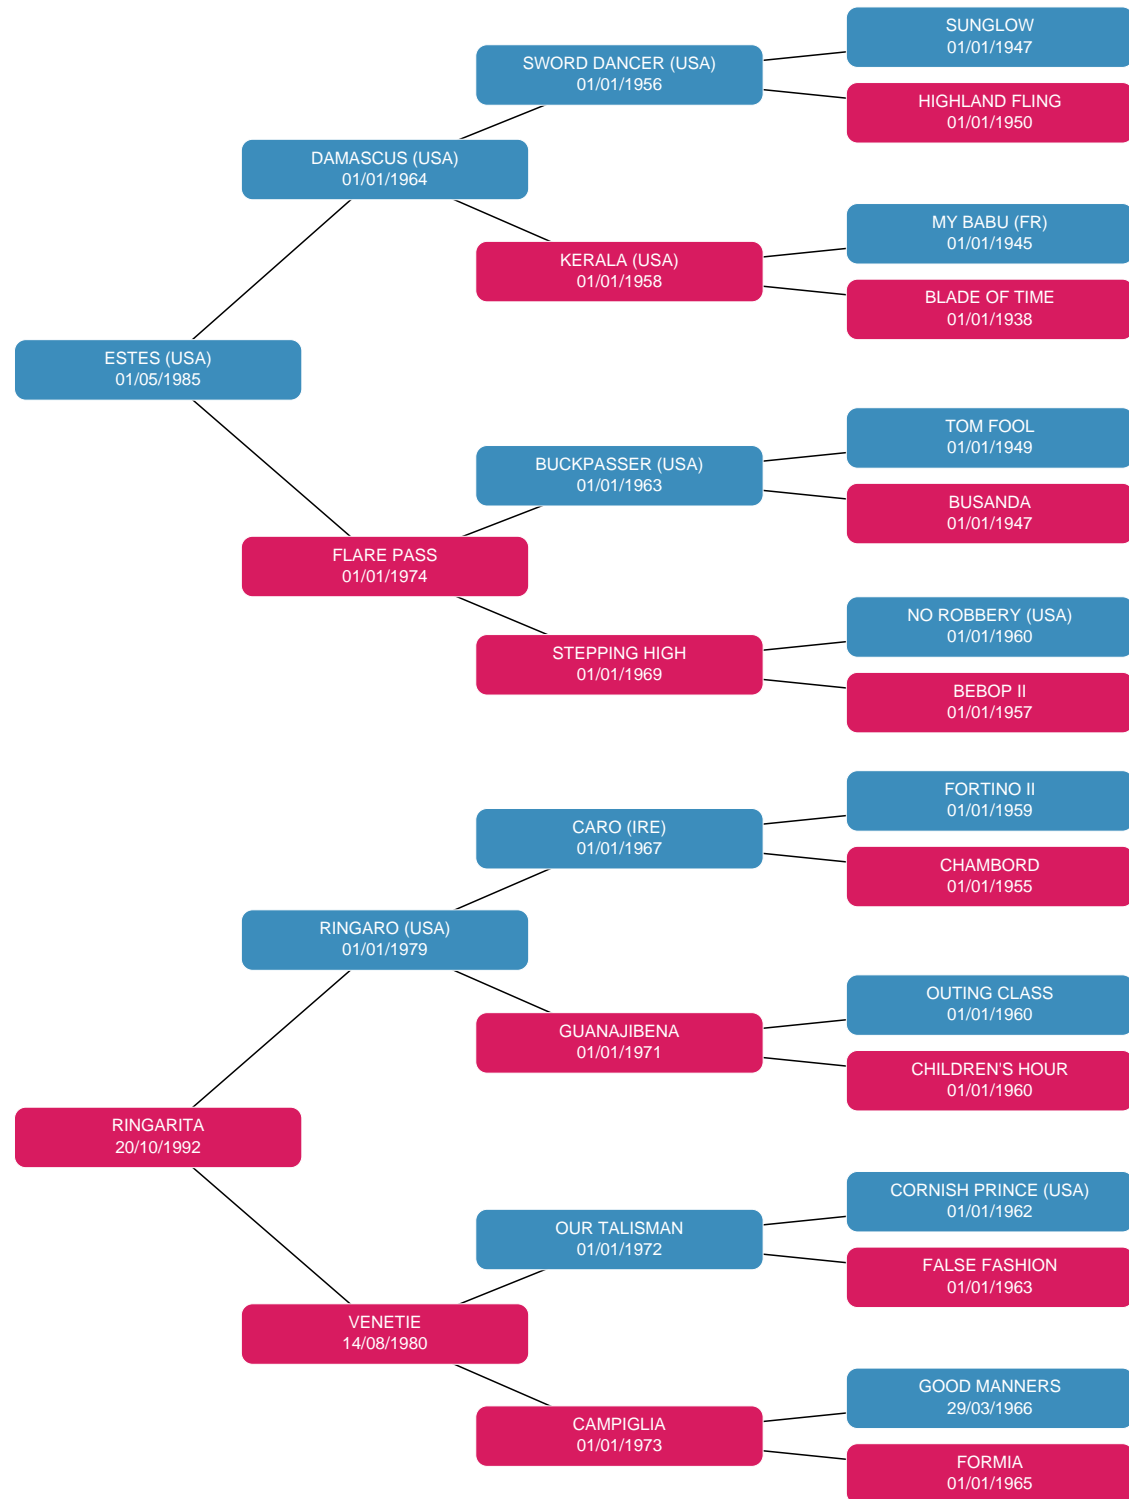 SUNGLOW
01/01/1947
SWORD DANCER (USA)
01/01/1956
HIGHLAND FLING
01/01/1950
DAMASCUS (USA)
01/01/1964
MY BABU (FR)
01/01/1945
KERALA (USA)
01/01/1958
BLADE OF TIME
01/01/1938
ESTES (USA)
01/05/1985
TOM FOOL
01/01/1949
BUCKPASSER (USA)
01/01/1963
BUSANDA
01/01/1947
FLARE PASS
01/01/1974
NO ROBBERY (USA)
01/01/1960
STEPPING HIGH
01/01/1969
BEBOP II
01/01/1957
FORTINO II
01/01/1959
CARO (IRE)
01/01/1967
CHAMBORD
01/01/1955
RINGARO (USA)
01/01/1979
OUTING CLASS
01/01/1960
GUANAJIBENA
01/01/1971
CHILDREN'S HOUR
01/01/1960
RINGARITA
20/10/1992
CORNISH PRINCE (USA)
01/01/1962
OUR TALISMAN
01/01/1972
FALSE FASHION
01/01/1963
VENETIE
14/08/1980
GOOD MANNERS
29/03/1966
CAMPIGLIA
01/01/1973
FORMIA
01/01/1965